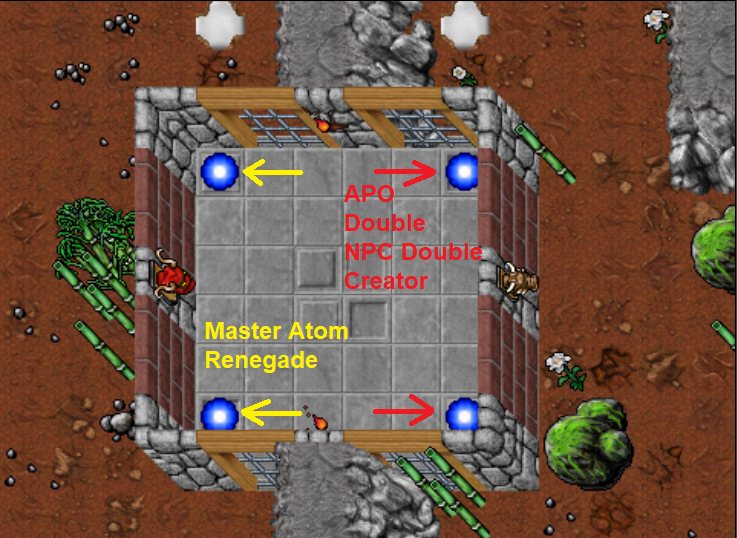 APO
Double
NPC Double
Creator
Master Atom
Renegade